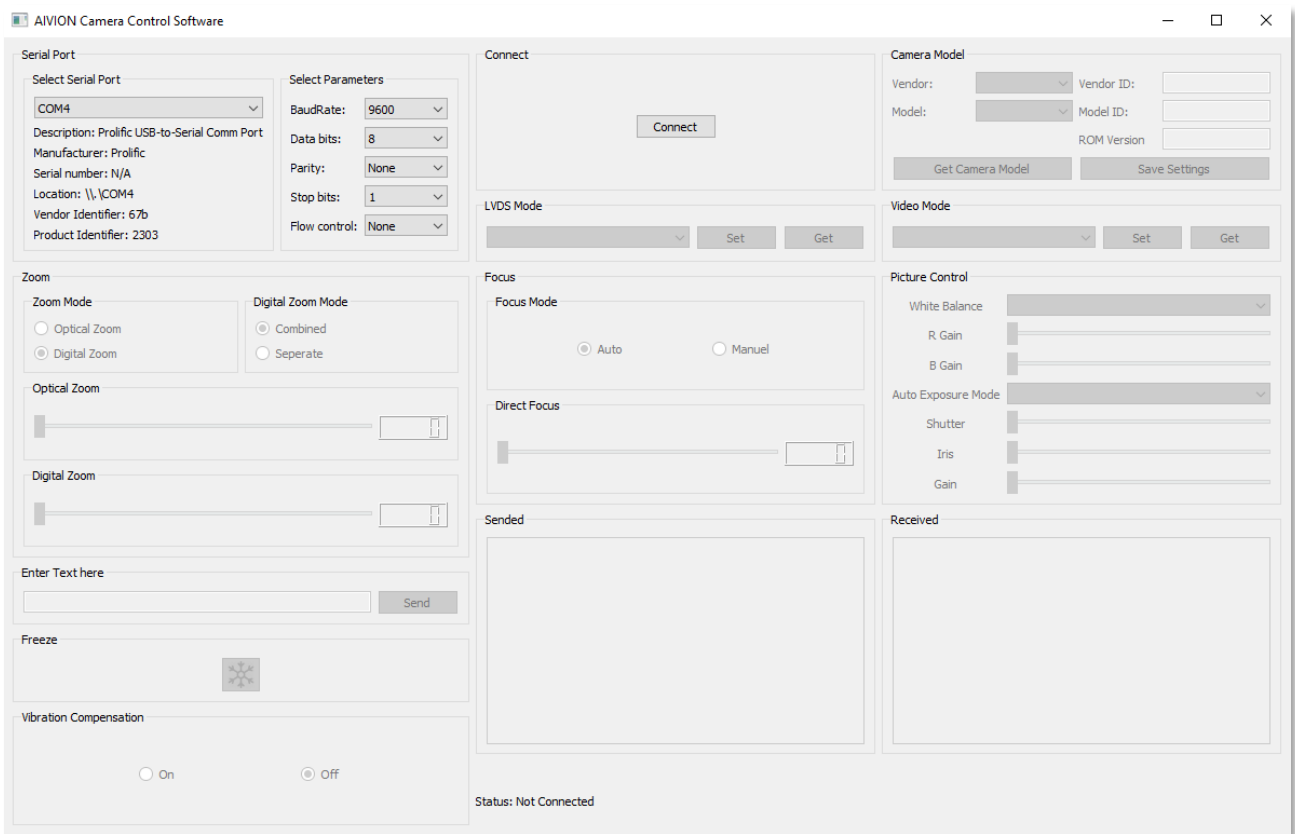 AIVION Camera Control Software
Serial Port
Select Serial Port
COM4
Description: Prolific USB-to-Serial Comm Port
Manufacturer: Prolific
Serial number: N/A
Location: \\.\COM4
Vendor Identifier: 67b
Product Identifier: 2303
Select Parameters
BaudRate: 9600
Data bits: 8
Parity: None
Stop bits: 1
Flow control: None
Connect
Connect
Camera Model
Vendor: Vendor ID:
Model: Model ID:
ROM Version
Get Camera Model Save Settings
LVDS Mode
Set Get
Video Mode
Set Get
Zoom
Zoom Mode
Optical Zoom
Digital Zoom
Digital Zoom Mode
Combined
Seperate
Optical Zoom
0
Digital Zoom
0
Focus
Focus Mode
Auto Manuel
Direct Focus
0
Picture Control
White Balance
R Gain
B Gain
Auto Exposure Mode
Shutter
Iris
Gain
Enter Text here
Send
Freeze
Vibration Compensation
On Off
Sended
Received
Status: Not Connected